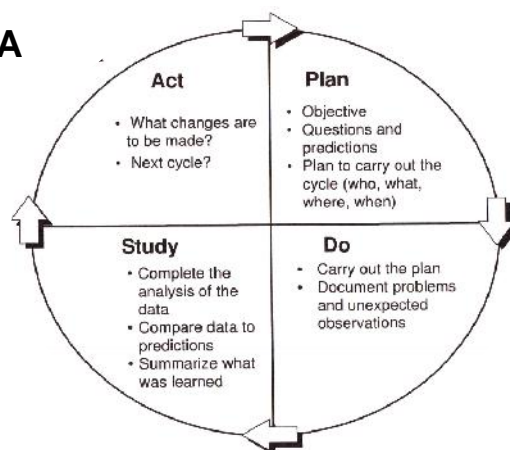 A
Act
• What changes are
to be made?
• Next cycle?
Plan
• Objective
• Questions and
predictions
• Plan to carry out the
cycle (who, what,
where, when)
Study
• Complete the
analysis of the
data
• Compare data to
predictions
• Summarize what
was learned
Do
• Carry out the plan
• Document problems
and unexpected
observations